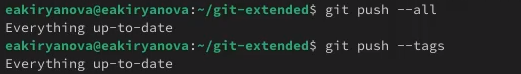 eakiryanova@eakiryanova:~/git-extended$ git push --all
Everything up-to-date
eakiryanova@eakiryanova:~/git-extended$ git push --tags
Everything up-to-date